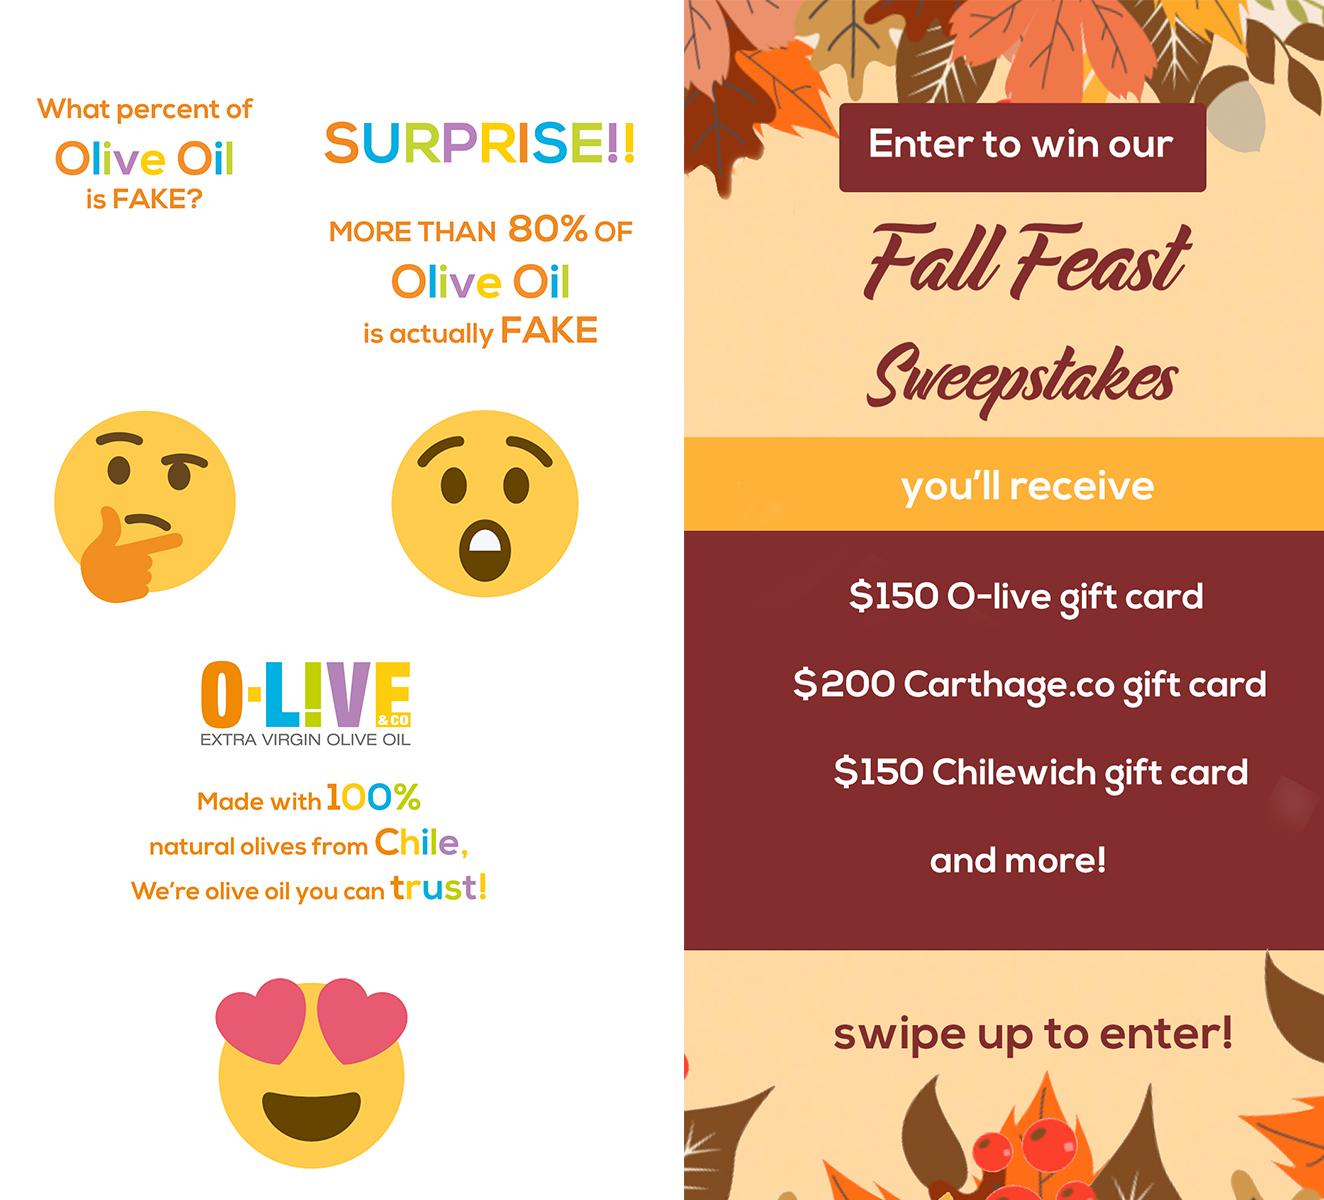 What percent of
Olive Oil
is FAKE?
SURPRISE!!
MORE THAN 80% OF
Olive Oil
is actually FAKE
O-L!VE
& CO
EXTRA VIRGIN OLIVE OIL
Made with 100%
natural olives from Chile,
We're olive oil you can trust!
Enter to win our
Fall Feast
Sweepstakes
you'll receive
$150 O-live gift card
$200 Carthage.co gift card
$150 Chilewich gift card
and more!
swipe up to enter!